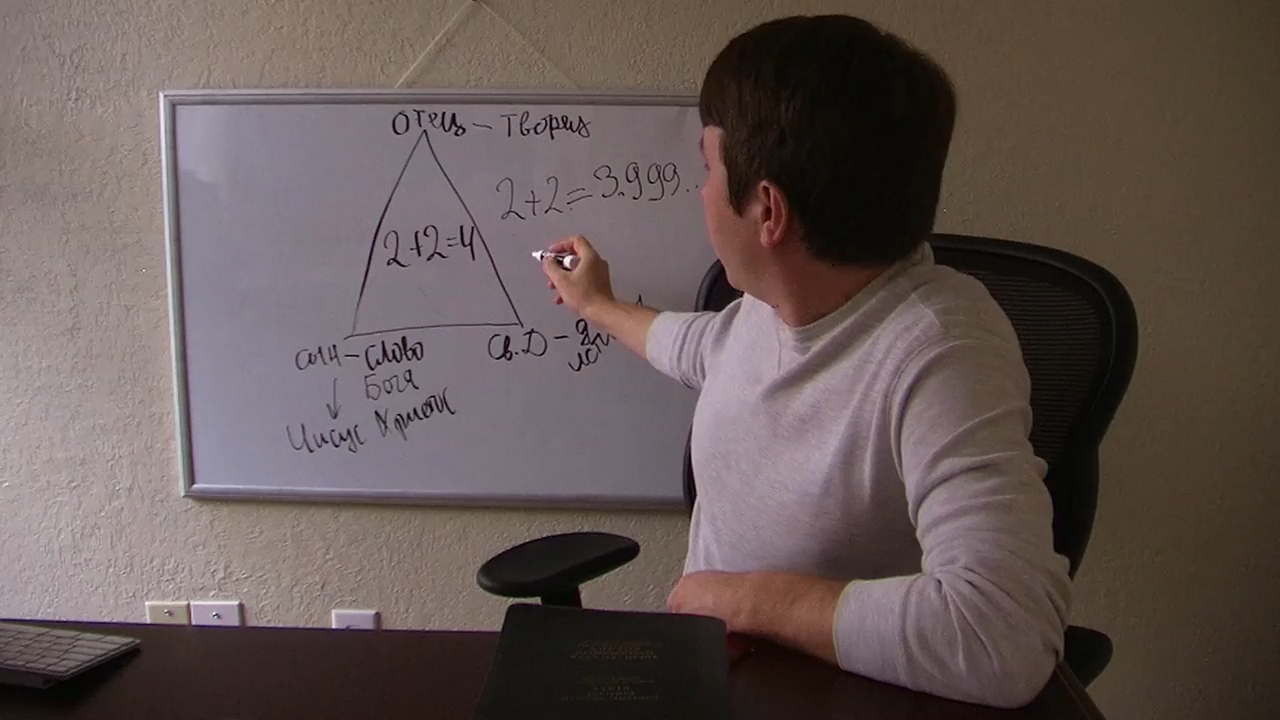 Отец – Творец
2+2=3.999..
2+2=4
Сын – Слово
Св. Д –
Бога
Иисус Христос